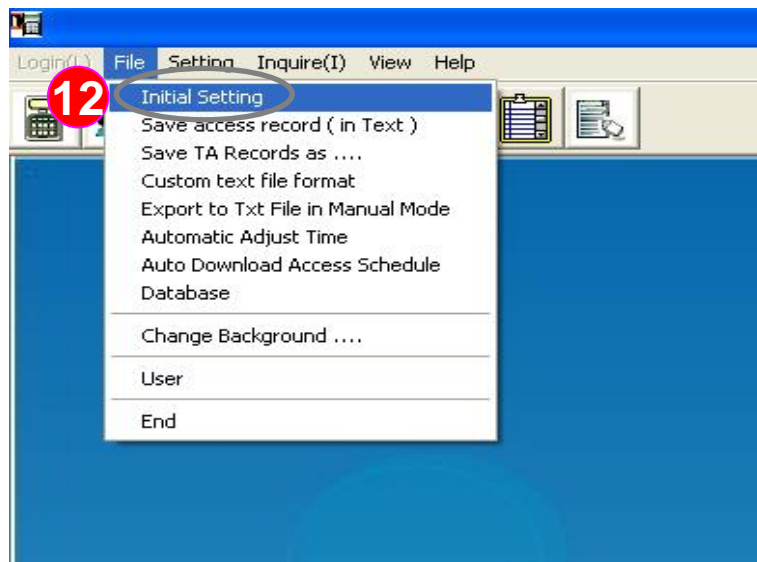 Login(L) File Setting Inquire(I) View Help
12
Initial Setting
Save access record ( in Text )
Save TA Records as ....
Custom text file format
Export to Txt File in Manual Mode
Automatic Adjust Time
Auto Download Access Schedule
Database
Change Background ....
User
End